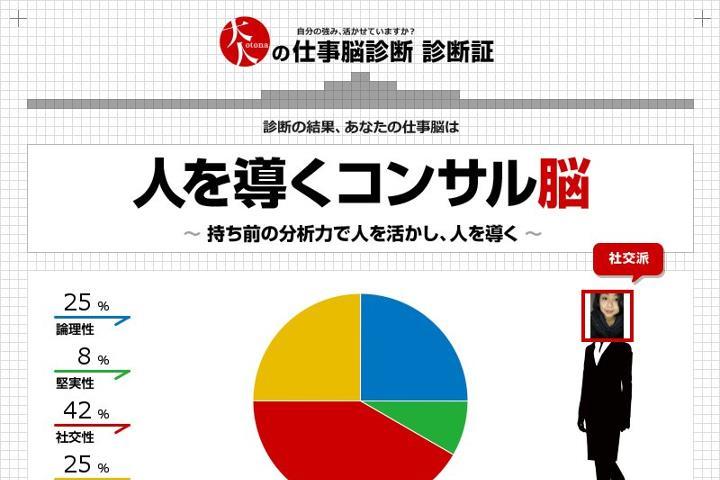 自分の強み、活かせていますか?
大人 otona の仕事脳診断 診断証
診断の結果、あなたの仕事脳は
人を導くコンサル脳
〜 持ち前の分析力で人を活かし、人を導く 〜
社交派
25 %
論理性
8 %
堅実性
42 %
社交性
25 %